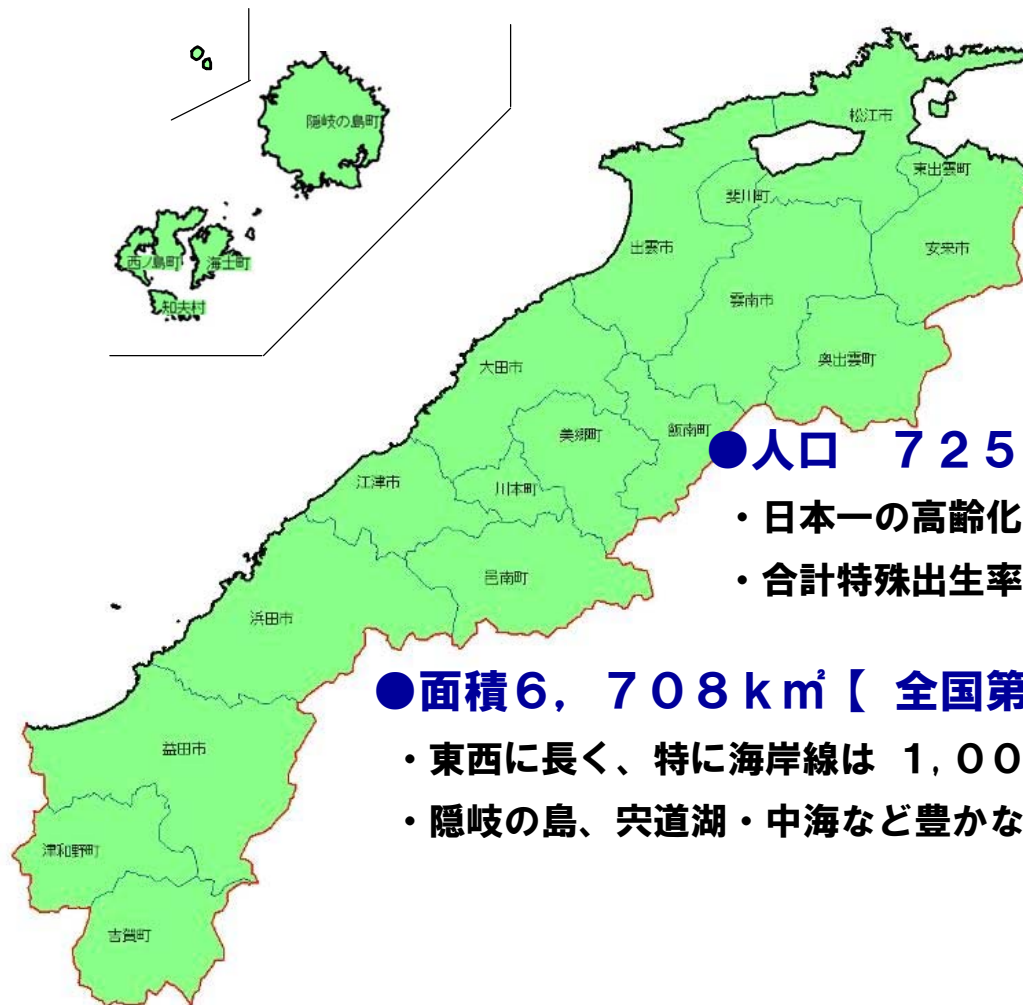 隠岐の島町
松江市
東出雲町
斐川町
西ノ島町
海士町
出雲市
安来市
雲南市
知夫村
奥出雲町
大田市
飯南町
美郷町
●人口　７２５
江津市
川本町
・日本一の高齢化
邑南町
・合計特殊出生率
浜田市
●面積６，７０８ｋ㎡【 全国第
益田市
・東西に長く、特に海岸線は １,００
・隠岐の島、宍道湖・中海など豊かな
津和野町
吉賀町